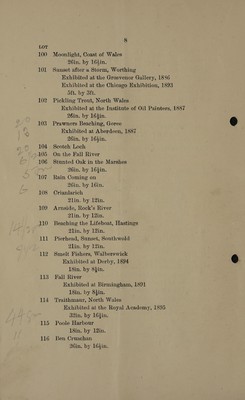 8
LOT
100 Moonlight, Coast of Wales
26in. by 16½in.
101 Sunset after a Storm, Worthing
Exhibited at the Grosvenor Gallery, 1886
Exhibited at the Chicago Exhibition, 1893
5ft. by 3ft.
102 Pickling Trout, North Wales
Exhibited at the Institute of Oil Painters, 1887
26in. by 16½in.
103 Prawners Beaching, Goree
Exhibited at Aberdeen, 1887
26in. by 16½in.
104 Scotch Loch
105 On the Fall River
106 Stunted Oak in the Marshes
26in. by 16½in.
107 Rain Coming on
26in. by 16in.
108 Crianlarich
21in. by 12in.
109 Arnside, Rock's River
21in. by 12in.
110 Beaching the Lifeboat, Hastings
21in. by 12in.
111 Pierhead, Sunset, Southwold
21in. by 12in.
112 Smelt Fishers, Walberswick
Exhibited at Derby, 1894
18in. by 8½in.
113 Fall River
Exhibited at Birmingham, 1891
18in. by 8½in.
114 Traithmaur, North Wales
Exhibited at the Royal Academy, 1895
32in. by 16½in.
115 Poole Harbour
18in. by 12in.
116 Ben Cruachan
26in. by 16½in.